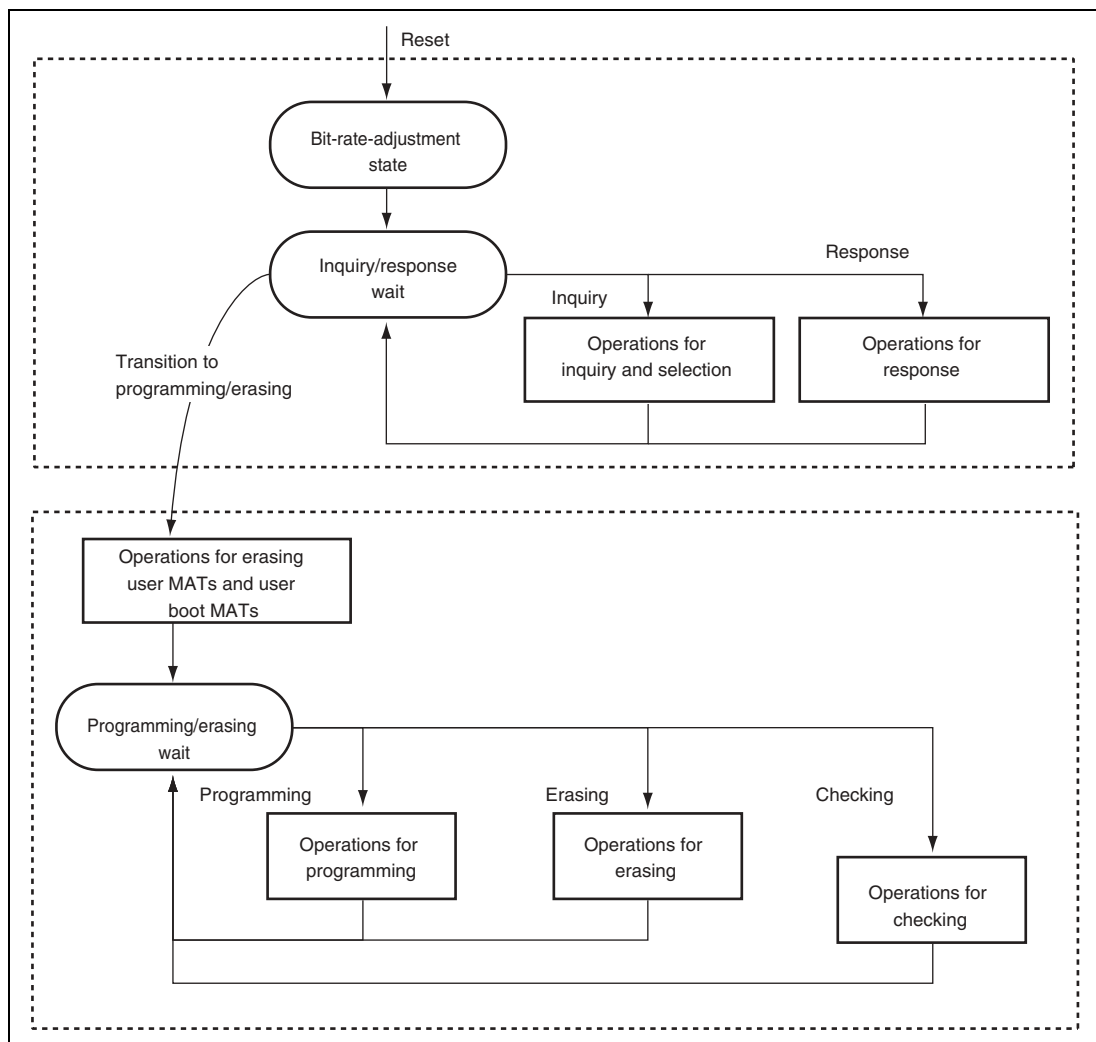 Reset
Bit-rate-adjustment
state
Inquiry/response
wait
Response
Inquiry
Operations for
inquiry and selection
Operations for
response
Transition to
programming/erasing
Operations for erasing
user MATs and user
boot MATs
Programming/erasing
wait
Programming
Erasing
Checking
Operations for
programming
Operations for
erasing
Operations for
checking